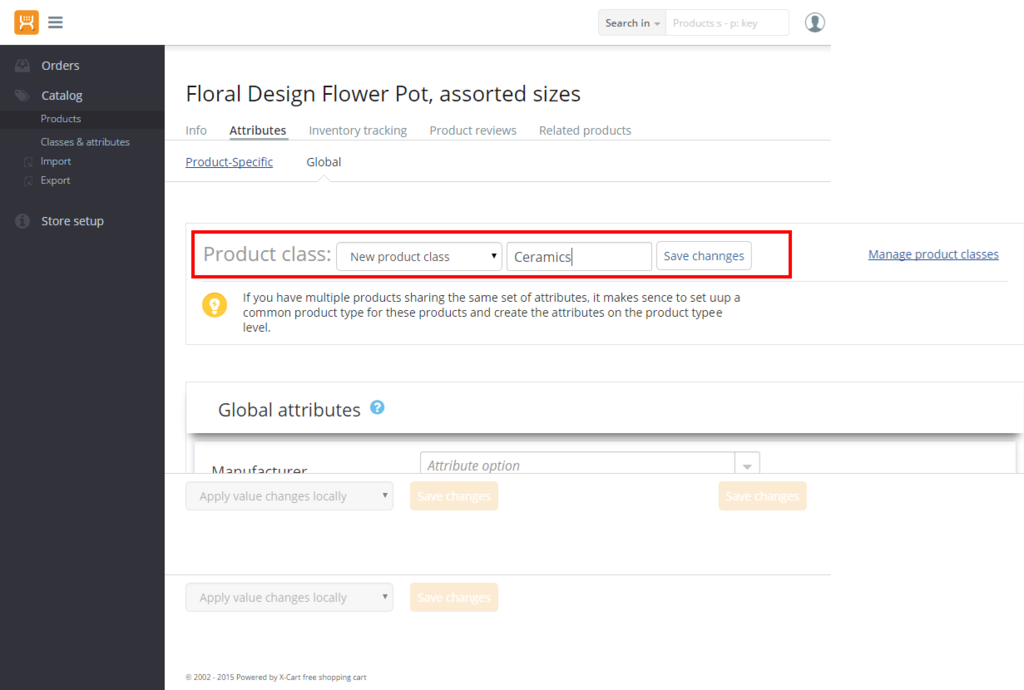 Search in
Products s - p: key
Orders
Catalog
Products
Classes & attributes
Import
Export
Store setup
Floral Design Flower Pot, assorted sizes
Info Attributes Inventory tracking Product reviews Related products
Product-Specific Global
Product class: New product class Ceramics Save channges
Manage product classes
If you have multiple products sharing the same set of attributes, it makes sence to set uup a
common product type for these products and create the attributes on the product typee
level.
Global attributes ?
Manufacturer Attribute option
Apply value changes locally Save changes Save changes
Apply value changes locally Save changes
© 2002 - 2015 Powered by X-Cart free shopping cart